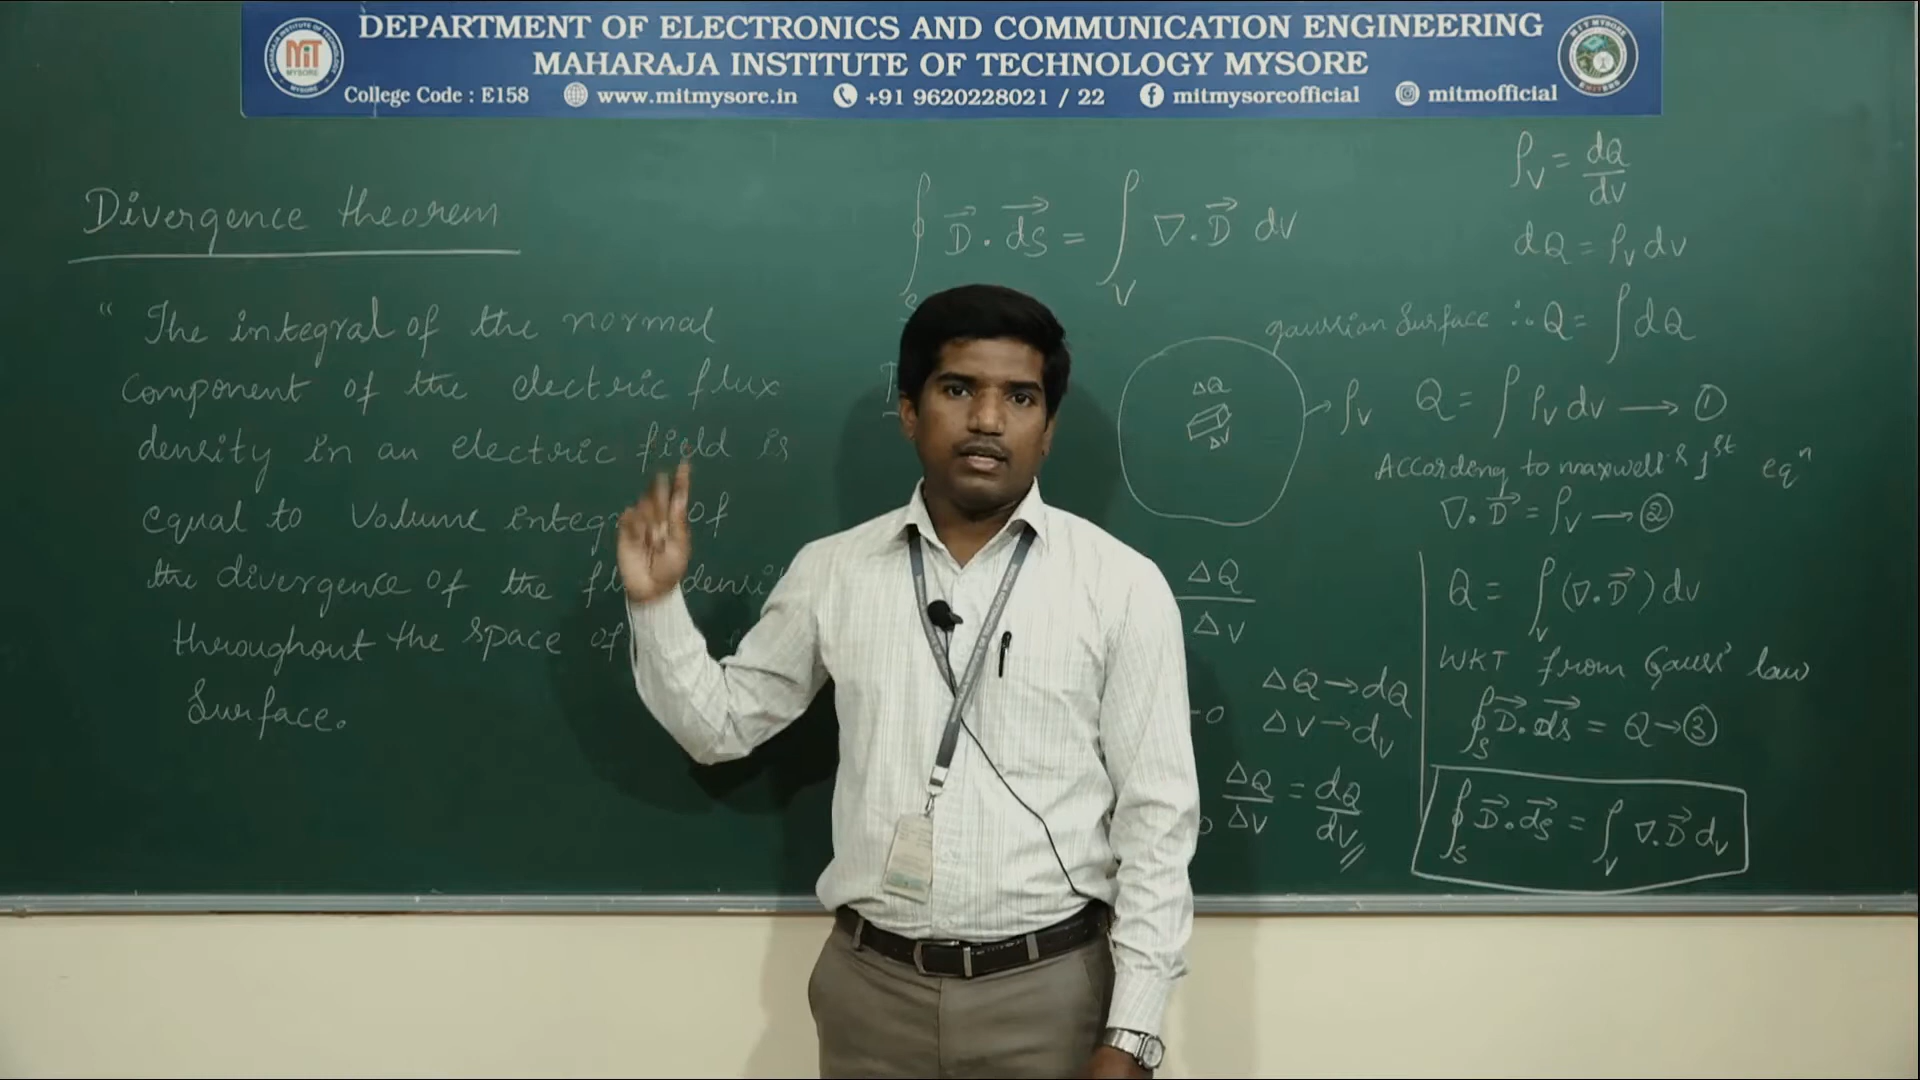 DEPARTMENT OF ELECTRONICS AND COMMUNICATION ENGINEERING
MAHARAJA INSTITUTE OF TECHNOLOGY MYSORE
College Code : E158 www.mitmysore.in +91 9620228021 / 22 mitmysoreofficial mitmofficial
MIT
MYSORE
Divergence theorem
" The integral of the normal
component of the electric flux
density in an electric field is
equal to volume of
the divergence of the
throughout the space of
Surface.
∮S D⃗ . ds⃗ = ∫V ∇.D⃗ dv
gaussian Surface
ΔQ
ΔV
ρV
ΔQ
ΔV
ΔQ → dQ
ΔV → dv
ΔQ/ΔV = dQ/dv
ρV = dQ/dv
dQ = ρV dv
∴ Q = ∫ dQ
Q = ∫ ρV dv → ①
According to maxwell's 1st eqn
∇.D⃗ = ρV → ②
Q = ∫V (∇.D⃗) dv
WKT from Gauss' law
∮S D⃗.ds⃗ = Q → ③
∮S D⃗.ds⃗ = ∫V ∇.D⃗ dv